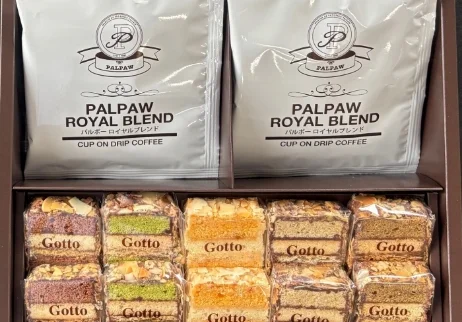 PALPAW
PALPAW
ROYAL BLEND
パルポー ロイヤルブレンド
CUP ON DRIP COFFEE
PALPAW
PALPAW
ROYAL BLEND
パルポー ロイヤルブレンド
CUP ON DRIP COFFEE
Gotto
Gotto
Gotto
Gotto
Gotto
Gotto
Gotto
Gotto
Gotto
Gotto